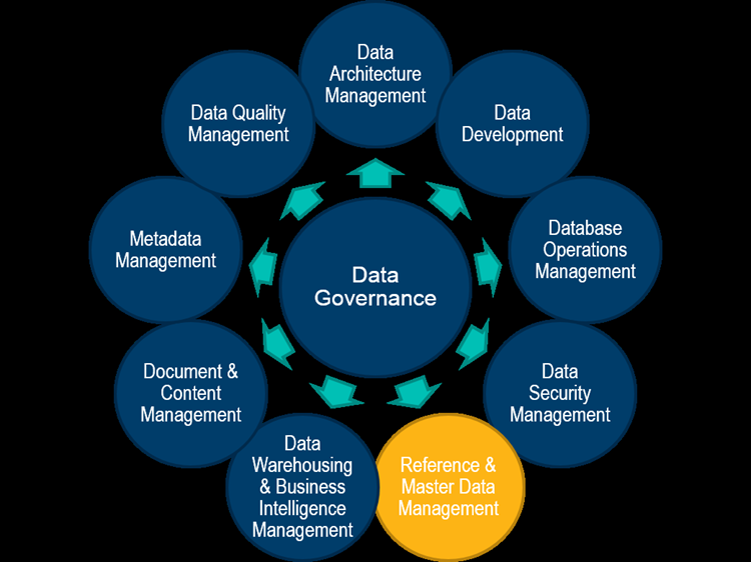 Data
Architecture
Management
Data
Development
Database
Operations
Management
Data
Security
Management
Reference &
Master Data
Management
Data
Warehousing
& Business
Intelligence
Management
Document &
Content
Management
Metadata
Management
Data Quality
Management
Data
Governance